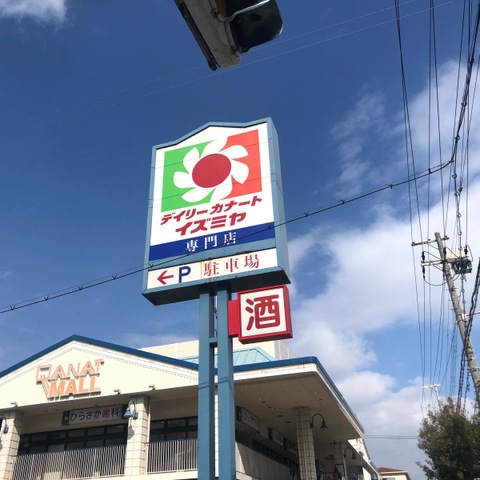 デイリーカナート
イズミヤ
専門店
←P 駐車場
酒
QANAT
MALL
ひらさか歯科